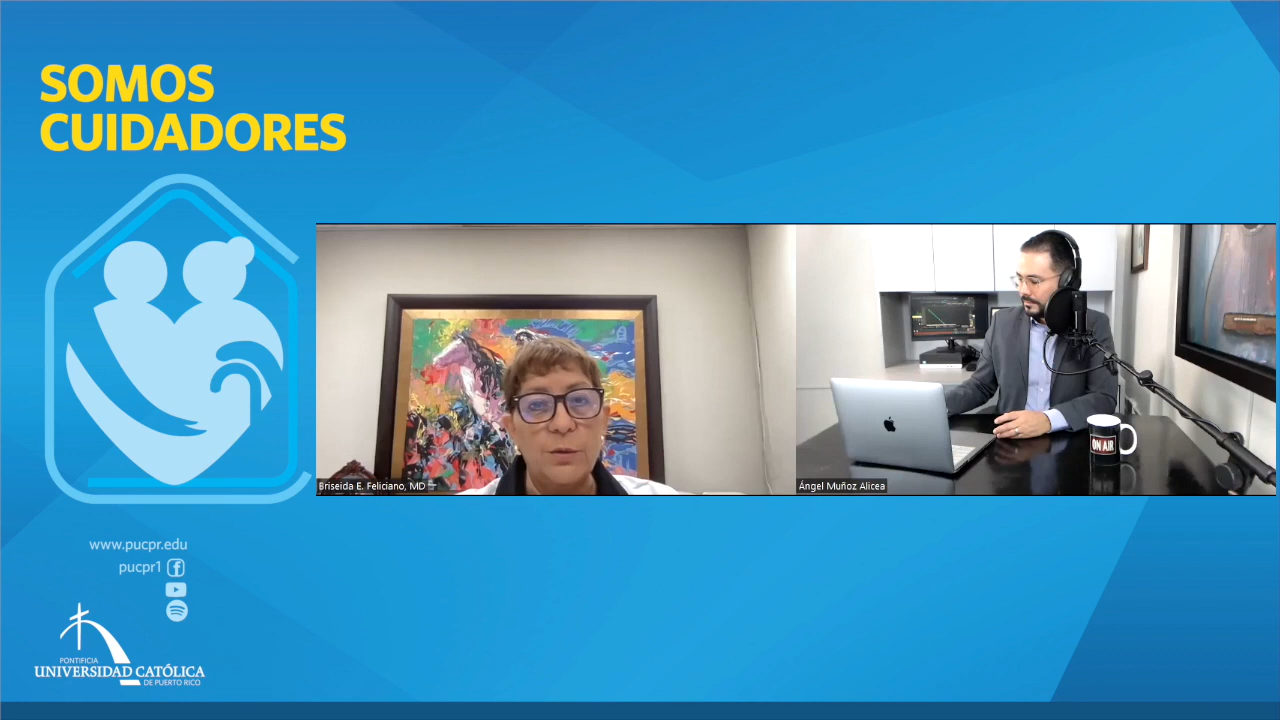 SOMOS
CUIDADORES
Briseida E. Feliciano, MD
Ángel Muñoz Alicea
ON AIR
www.pucpr.edu
pucpr1
PONTIFICIA
UNIVERSIDAD CATÓLICA
DE PUERTO RICO